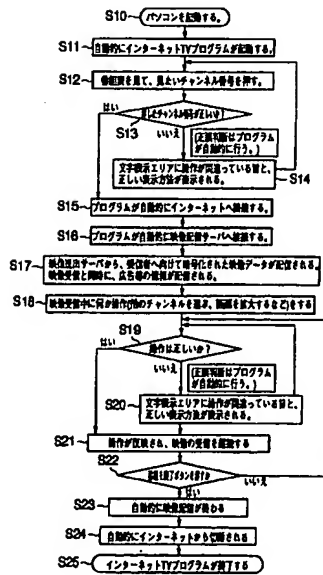 S10
パソコンを起動する。
S11
自動的にインターネットTVプログラムが起動する。
S12
番組表を見て、見たいチャンネル番号を押す。
はい
S13
いいえ
(正誤判断はプログラム
が自動的に行う。)
文字表示エリアに操作が間違っている旨と、
正しい表示方法が表示される。
S14
S15
プログラムが自動的にインターネットへ接続する。
S16
プログラムが自動的に映像配信サーバへ接続する。
S17
映像送出サーバから、受信者へ向けて暗号化された映像データが配信される。
映像受信と同時に、広告等の情報が配信される。
S18
映像受信中に何か操作(他のチャンネルを選ぶ、画面を拡大するなど)をする。
S19
はい
操作は正しいか?
いいえ
(正誤判断はプログラム
が自動的に行う。)
S20
文字表示エリアに操作が間違っている旨と、
正しい表示方法が表示される。
S21
操作が反映され、映像の受信を継続する
S22
いいえ
はい
S23
自動的に映像配信が終わる
S24
自動的にインターネットから切断される
S25
インターネットTVプログラムが終了する